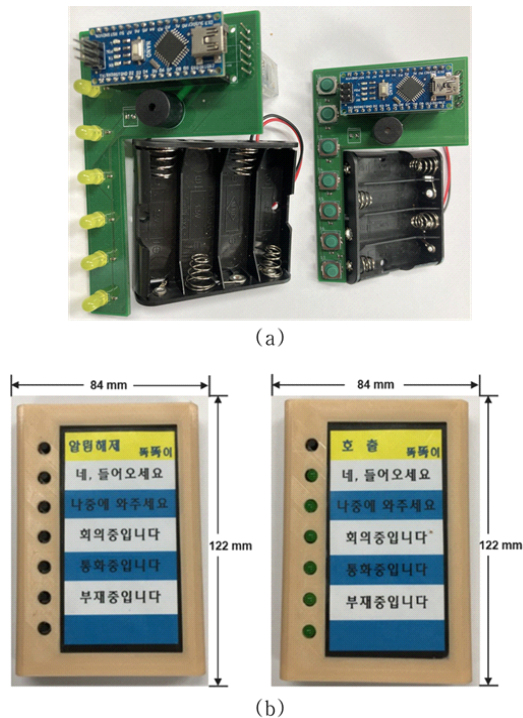 NANO
(a)
84 mm
84 mm
알림해제 똑똑이
네, 들어오세요
나중에 와주세요
회의중입니다
통화중입니다
부재중입니다
122 mm
호 출 똑똑이
네, 들어오세요
나중에 와주세요
회의중입니다
통화중입니다
부재중입니다
122 mm
(b)